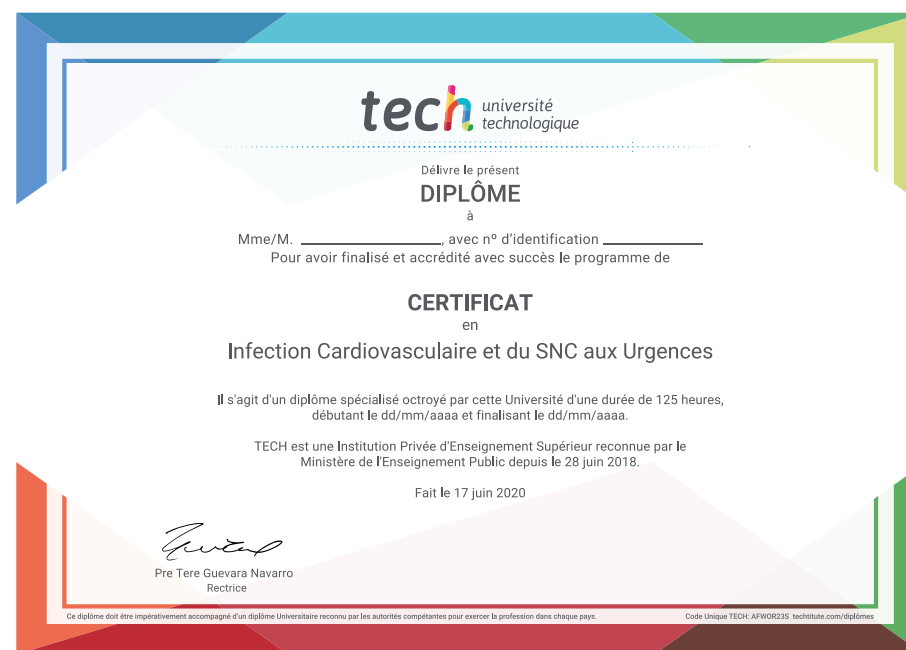 tech université
technologique
Délivre le présent
DIPLÔME
à
Mme/M. ____________________, avec nº d'identification ______________
Pour avoir finalisé et accrédité avec succès le programme de
CERTIFICAT
en
Infection Cardiovasculaire et du SNC aux Urgences
Il s'agit d'un diplôme spécialisé octroyé par cette Université d'une durée de 125 heures,
débutant le dd/mm/aaaa et finalisant le dd/mm/aaaa.
TECH est une Institution Privée d'Enseignement Supérieur reconnue par le
Ministère de l'Enseignement Public depuis le 28 juin 2018.
Fait le 17 juin 2020
Pre Tere Guevara Navarro
Rectrice
Ce diplôme doit être impérativement accompagné d'un diplôme Universitaire reconnu par les autorités compétantes pour exercer la profession dans chaque pays.
Code Unique TECH: AFWOR23S techtitute.com/diplômes